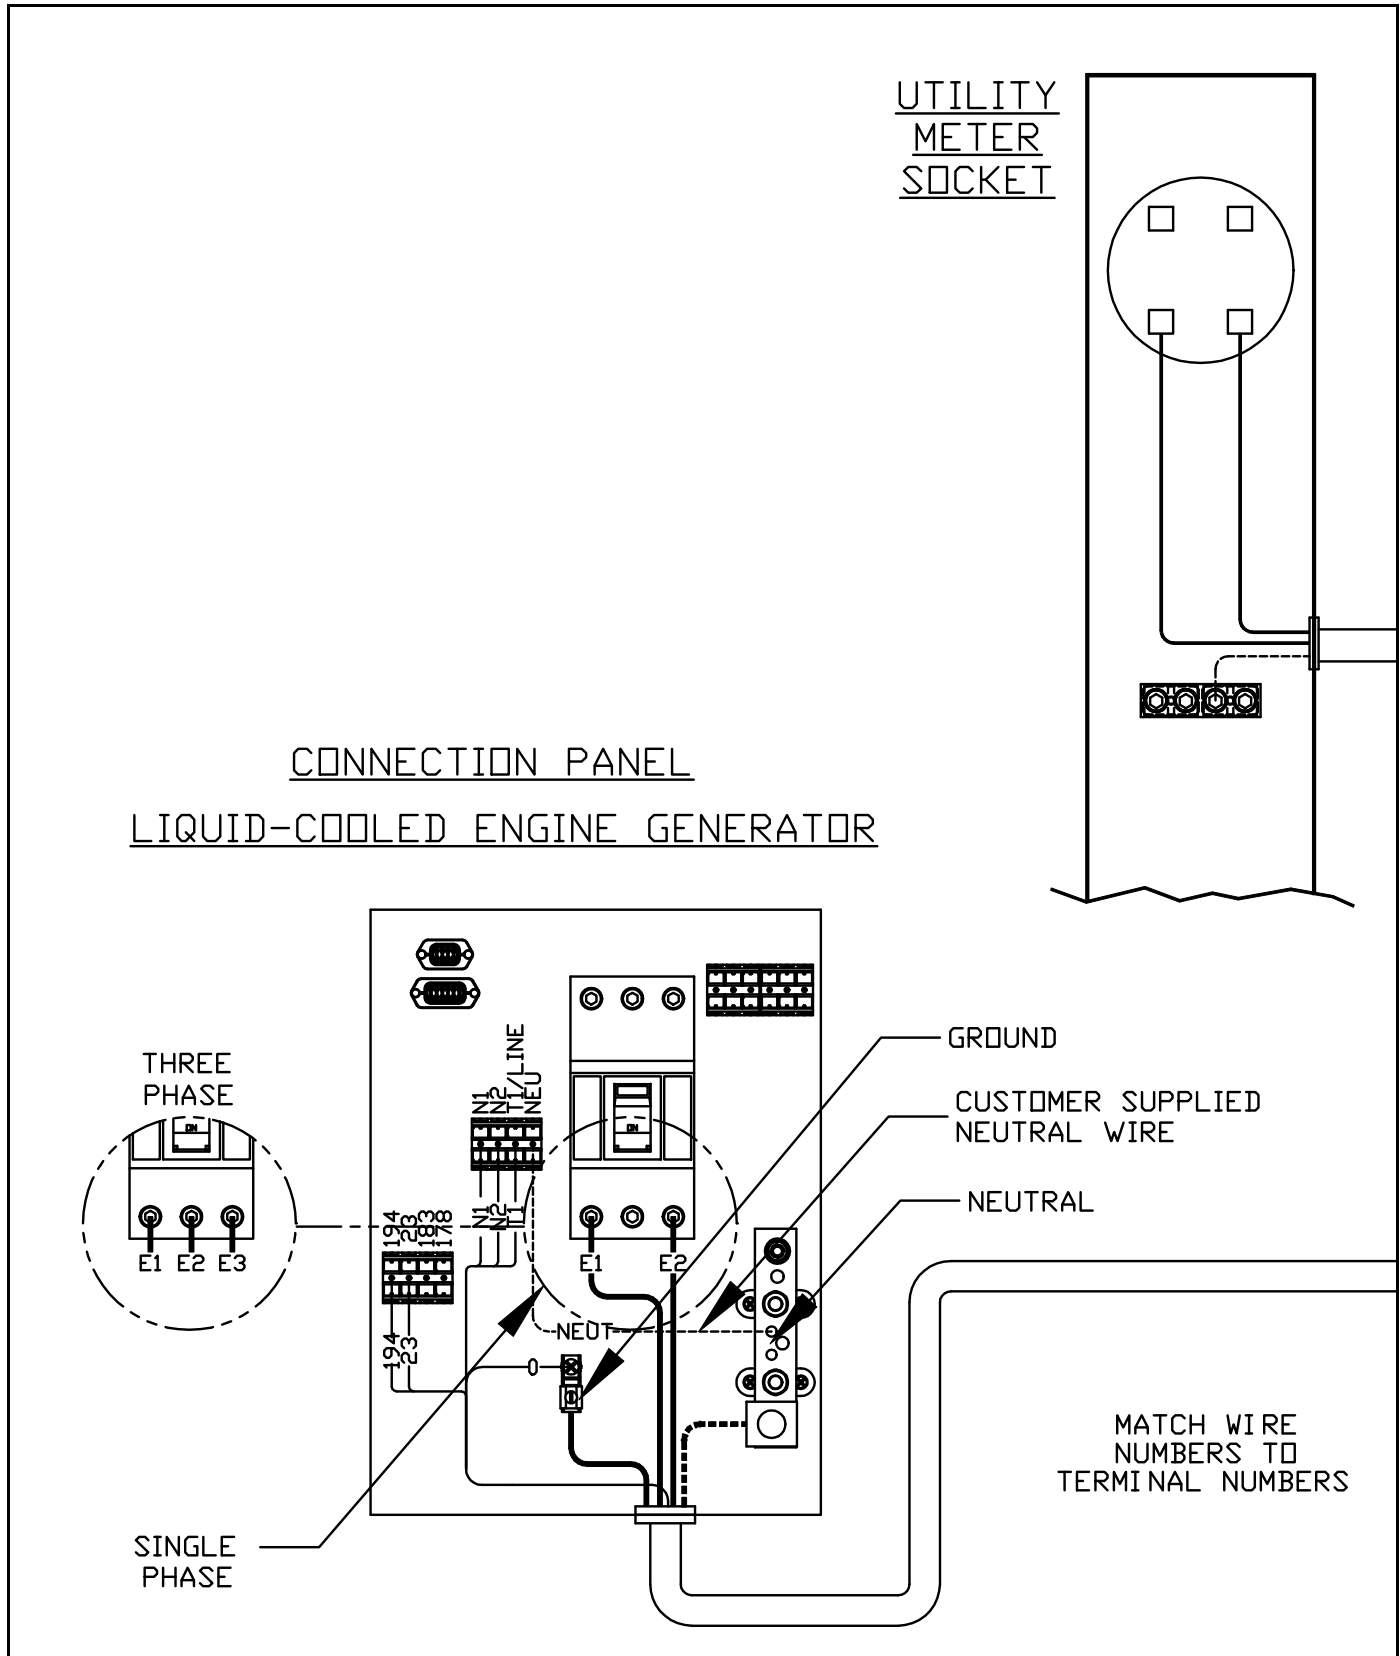 UTILITY
METER
SOCKET
CONNECTION PANEL
LIQUID-COOLED ENGINE GENERATOR
THREE
PHASE
ON
E1 E2 E3
N1
N2
T1/LINE
NEU
ON
GROUND
CUSTOMER SUPPLIED
NEUTRAL WIRE
NEUTRAL
194
23
183
178
N1
N2
T1
E1
E2
NEUT
194
23
0
MATCH WIRE
NUMBERS TO
TERMINAL NUMBERS
SINGLE
PHASE